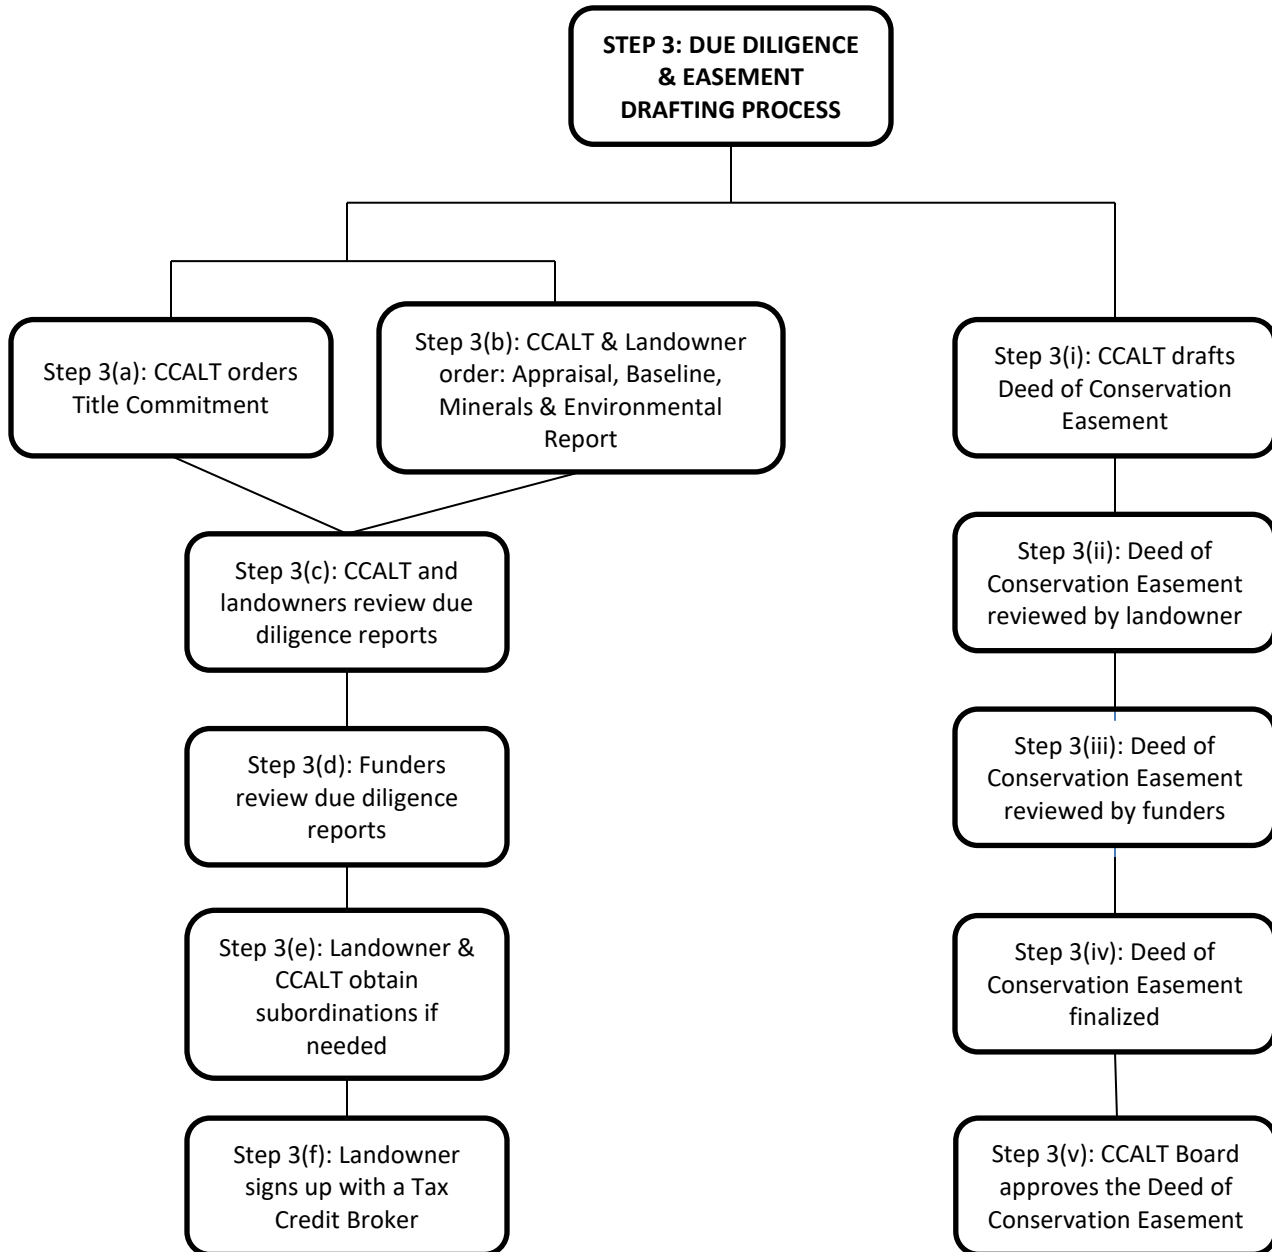 STEP 3: DUE DILIGENCE
& EASEMENT
DRAFTING PROCESS
Step 3(a): CCALT orders
Title Commitment
Step 3(b): CCALT & Landowner
order: Appraisal, Baseline,
Minerals & Environmental
Report
Step 3(i): CCALT drafts
Deed of Conservation
Easement
Step 3(c): CCALT and
landowners review due
diligence reports
Step 3(ii): Deed of
Conservation Easement
reviewed by landowner
Step 3(d): Funders
review due diligence
reports
Step 3(iii): Deed of
Conservation Easement
reviewed by funders
Step 3(e): Landowner &
CCALT obtain
subordinations if
needed
Step 3(iv): Deed of
Conservation Easement
finalized
Step 3(f): Landowner
signs up with a Tax
Credit Broker
Step 3(v): CCALT Board
approves the Deed of
Conservation Easement